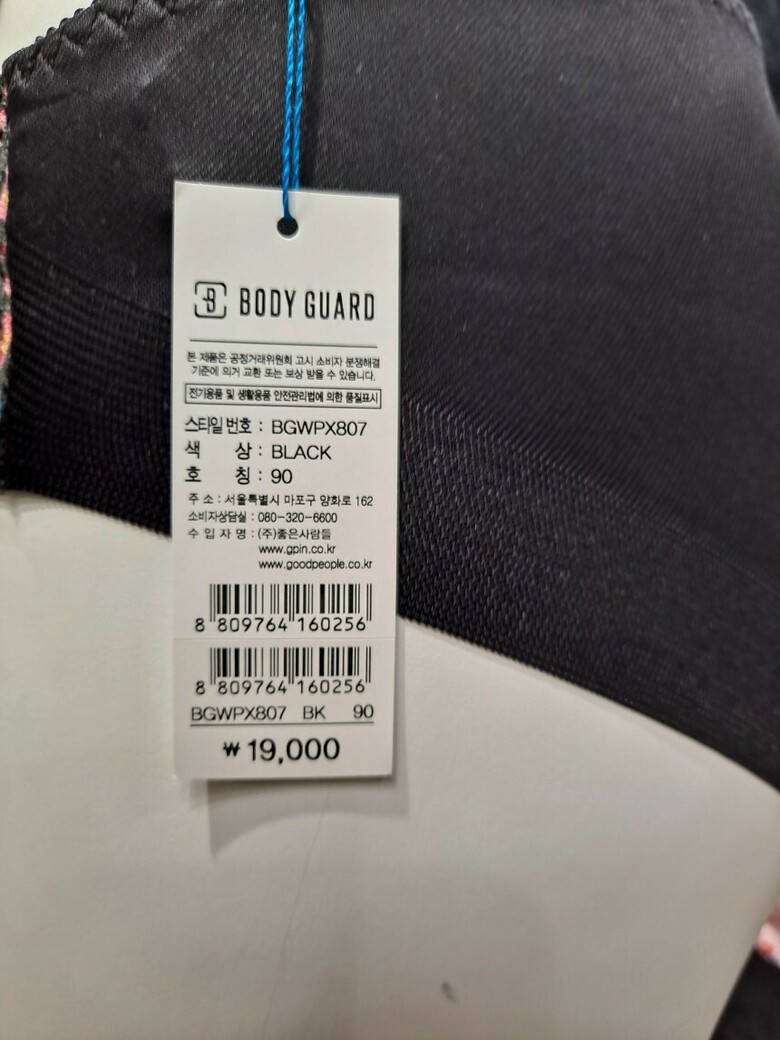 B BODY GUARD
본 제품은 공정거래위원회 고시 소비자 분쟁해결
기준에 의거 교환 또는 보상 받을 수 있습니다.
전기용품 및 생활용품 안전관리법에 의한 품질표시
스타일 번호 : BGWPX807
색 상 : BLACK
호 칭 : 90
주 소 : 서울특별시 마포구 양화로 162
소비자상담실 : 080-320-6600
수 입 자 명 : (주)좋은사람들
www.gpin.co.kr
www.goodpeople.co.kr
8 809764 160256
8 809764 160256
BGWPX807 BK 90
₩ 19,000